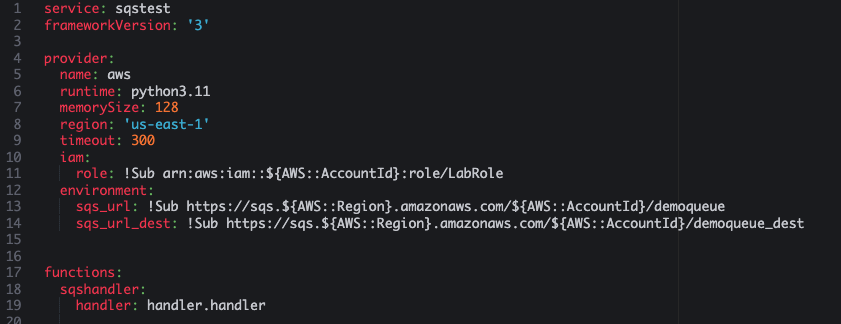 1 service: sqstest
2 frameworkVersion: '3'
3
4 provider:
5   name: aws
6   runtime: python3.11
7   memorySize: 128
8   region: 'us-east-1'
9   timeout: 300
10   iam:
11     role: !Sub arn:aws:iam::${AWS::AccountId}:role/LabRole
12   environment:
13     sqs_url: !Sub https://sqs.${AWS::Region}.amazonaws.com/${AWS::AccountId}/demoqueue
14     sqs_url_dest: !Sub https://sqs.${AWS::Region}.amazonaws.com/${AWS::AccountId}/demoqueue_dest
15
16
17 functions:
18   sqshandler:
19     handler: handler.handler
20